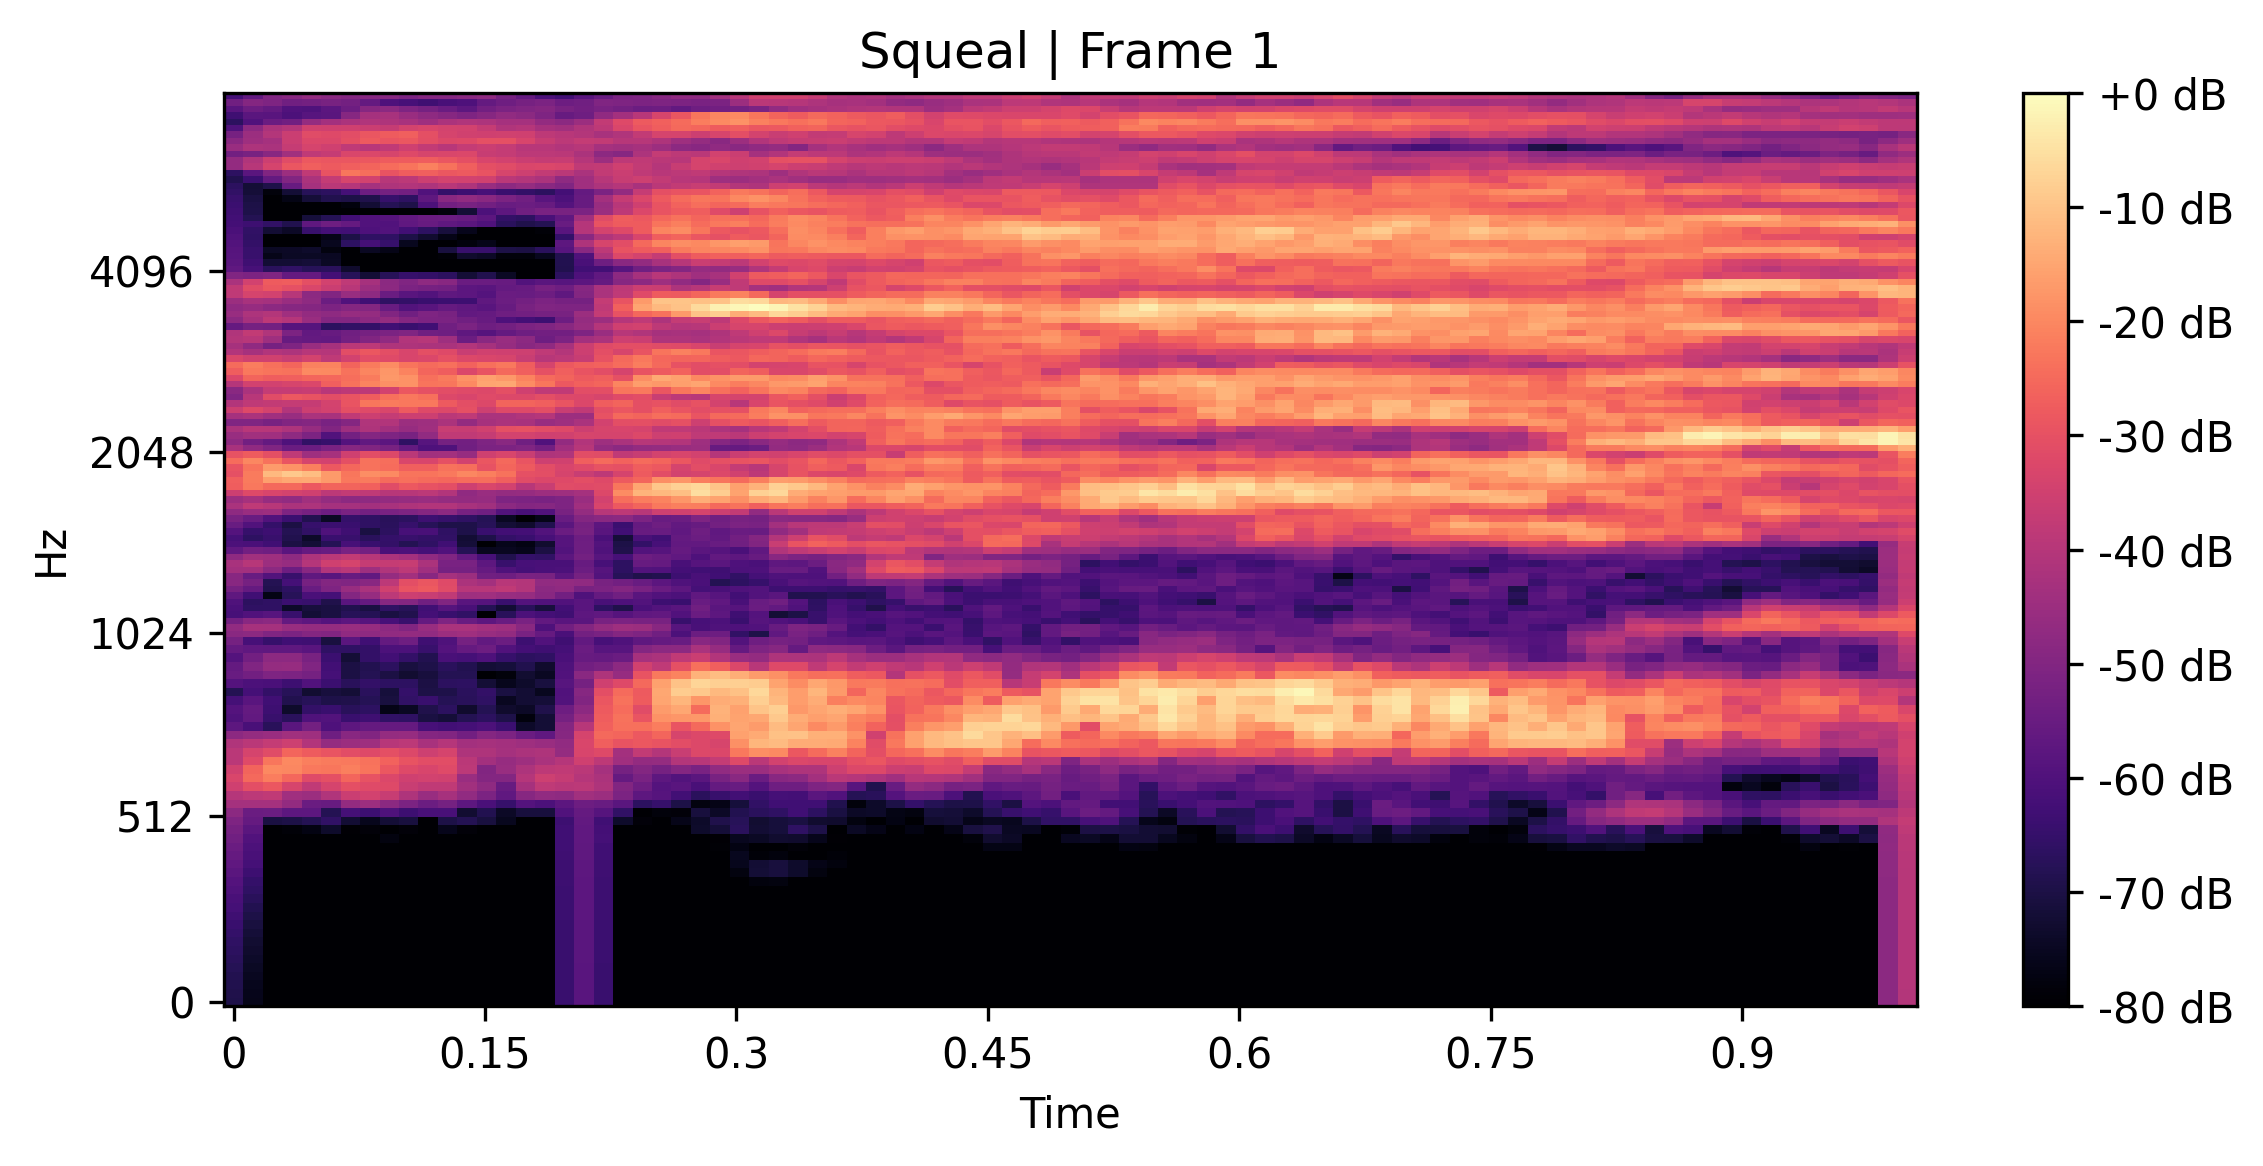 Squeal | Frame 1
Hz
4096
2048
1024
512
0
0
0.15
0.3
0.45
0.6
0.75
0.9
Time
+0 dB
-10 dB
-20 dB
-30 dB
-40 dB
-50 dB
-60 dB
-70 dB
-80 dB